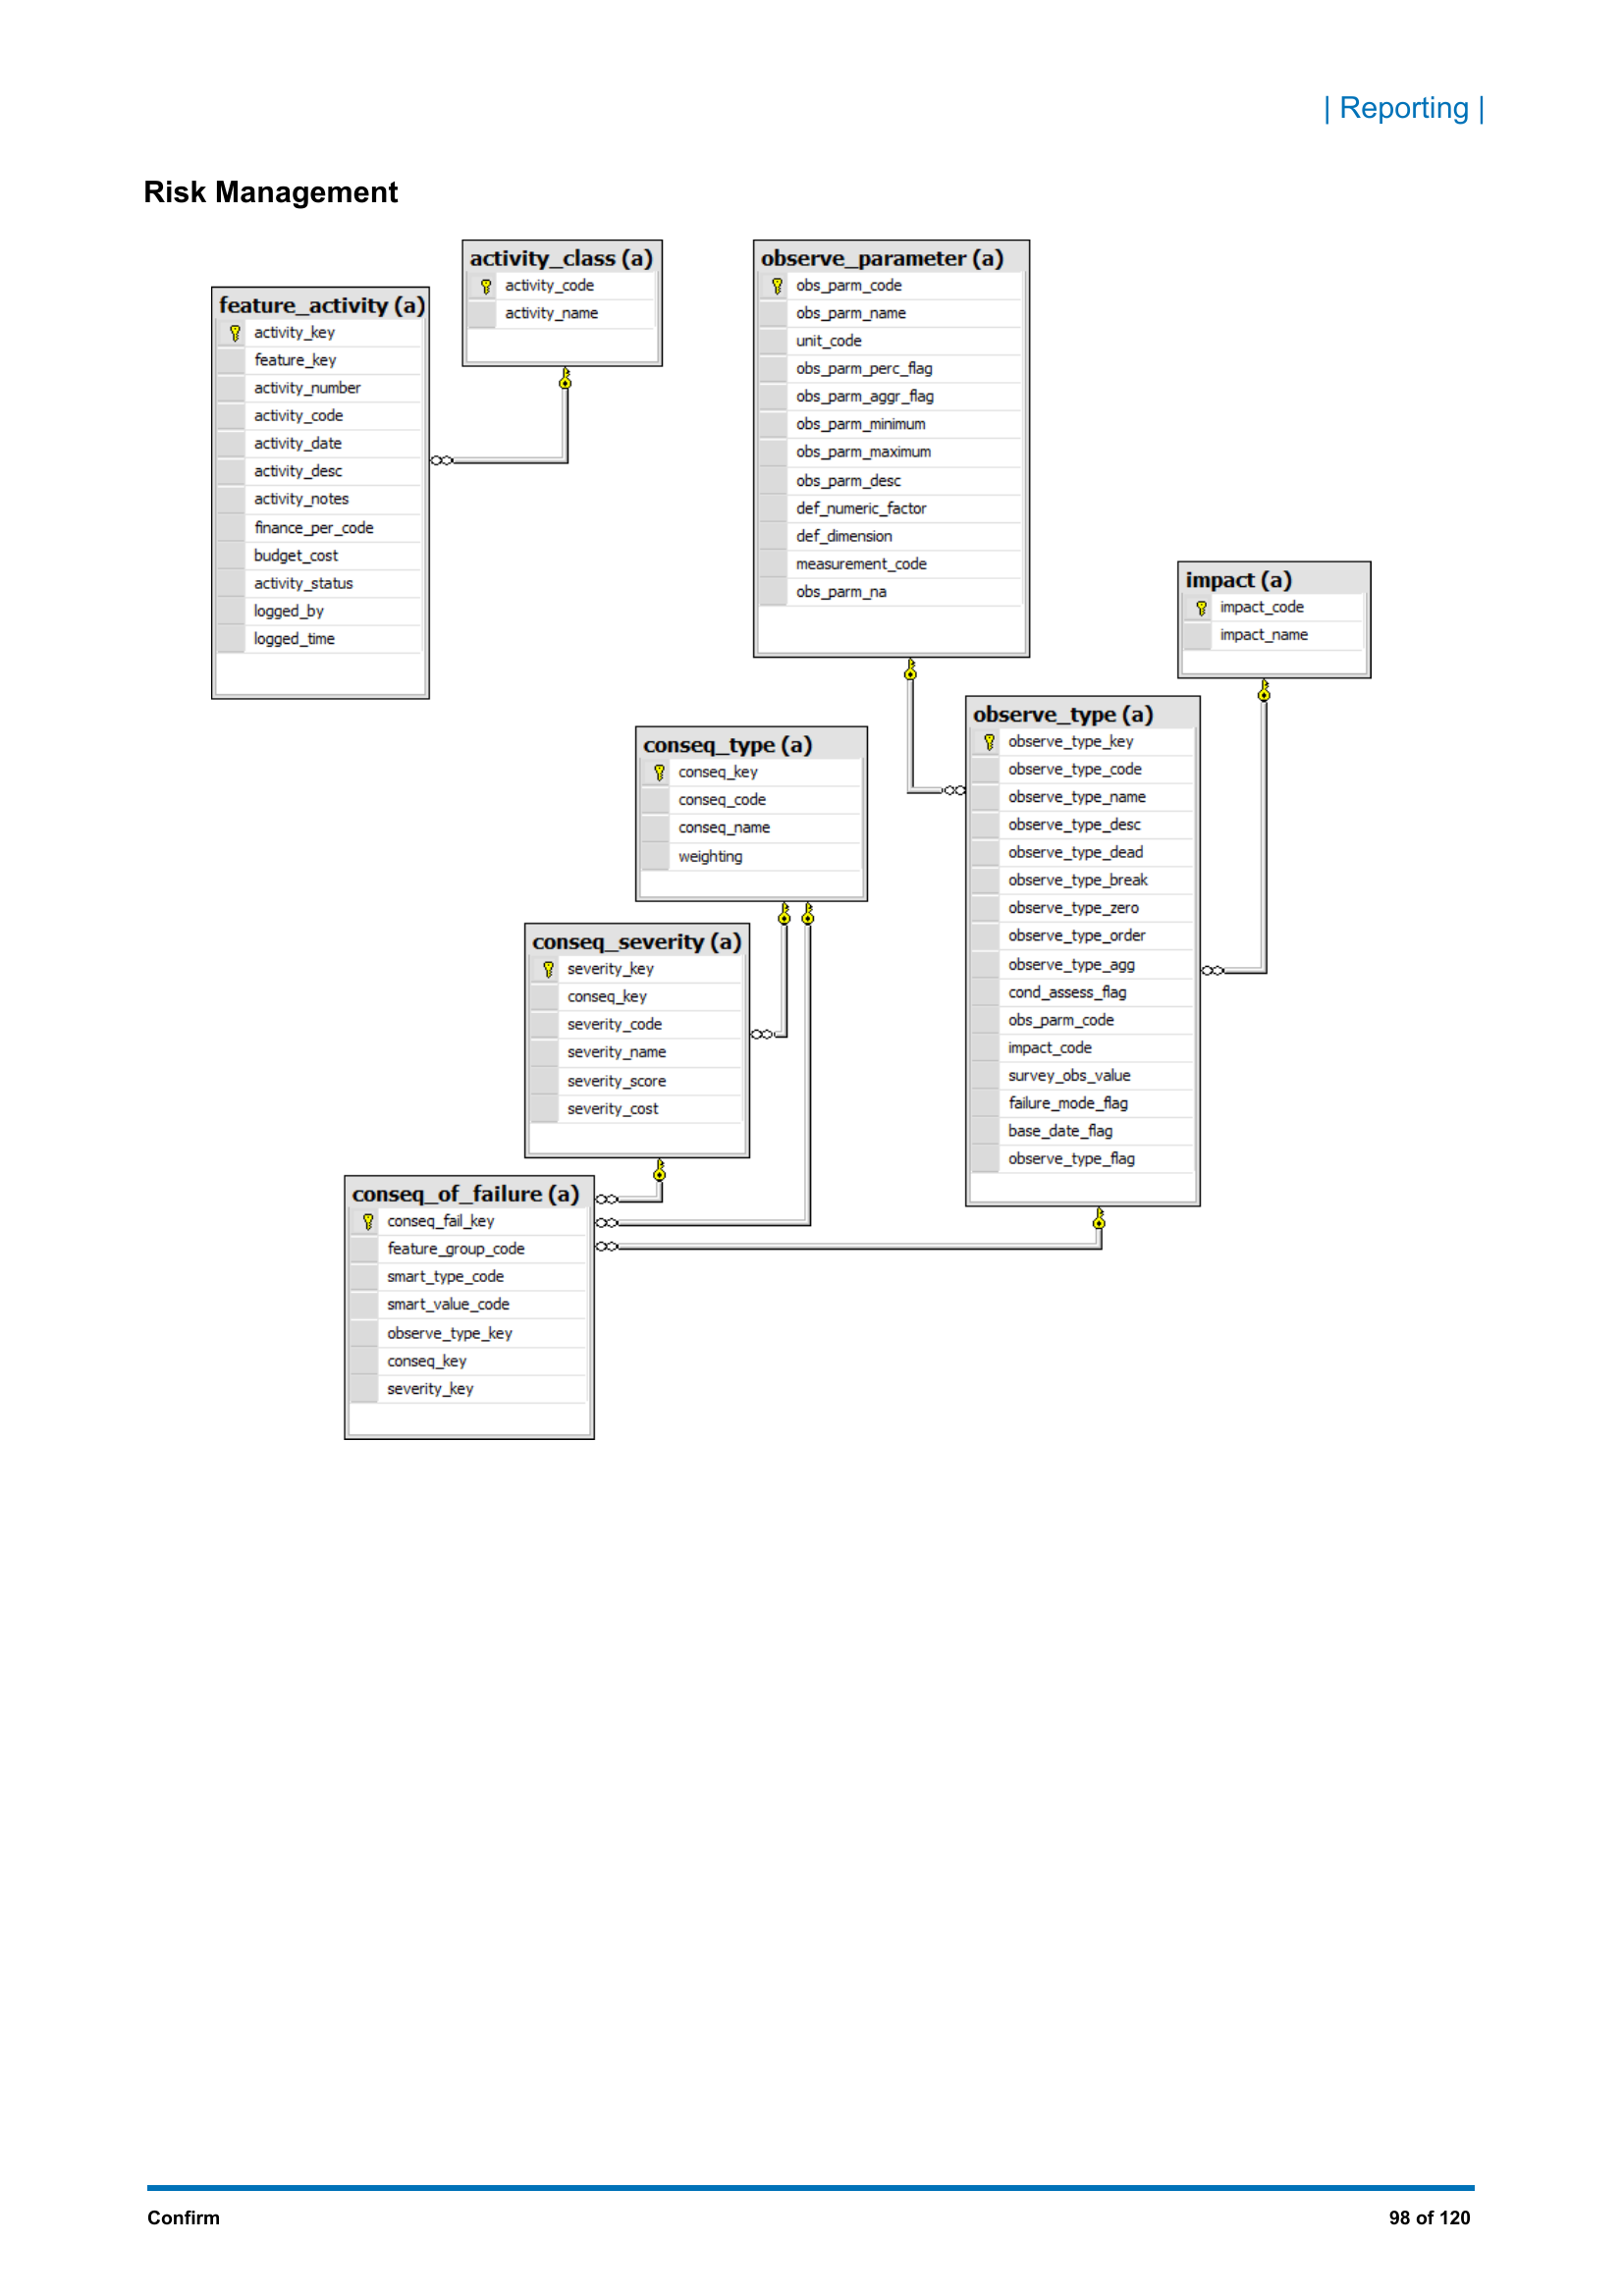 | Reporting |
Risk Management
activity_class (a)
activity_code
activity_name
feature_activity (a)
activity_key
feature_key
activity_number
activity_code
activity_date
activity_desc
activity_notes
finance_per_code
budget_cost
activity_status
logged_by
logged_time
observe_parameter (a)
obs_parm_code
obs_parm_name
unit_code
obs_parm_perc_flag
obs_parm_aggr_flag
obs_parm_minimum
obs_parm_maximum
obs_parm_desc
def_numeric_factor
def_dimension
measurement_code
obs_parm_na
impact (a)
impact_code
impact_name
observe_type (a)
observe_type_key
observe_type_code
observe_type_name
observe_type_desc
observe_type_dead
observe_type_break
observe_type_zero
observe_type_order
observe_type_agg
cond_assess_flag
obs_parm_code
impact_code
survey_obs_value
failure_mode_flag
base_date_flag
observe_type_flag
conseq_type (a)
conseq_key
conseq_code
conseq_name
weighting
conseq_severity (a)
severity_key
conseq_key
severity_code
severity_name
severity_score
severity_cost
conseq_of_failure (a)
conseq_fail_key
feature_group_code
smart_type_code
smart_value_code
observe_type_key
conseq_key
severity_key
Confirm
98 of 120